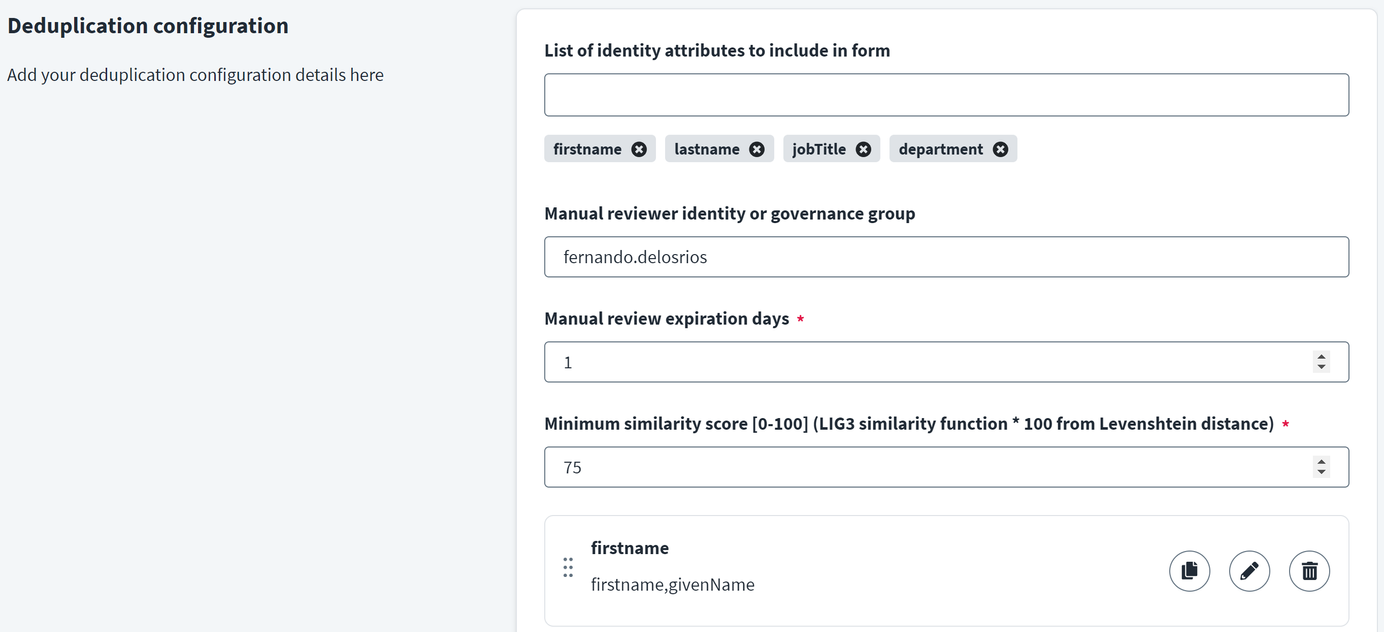 Deduplication configuration
Add your deduplication configuration details here
List of identity attributes to include in form
firstname lastname jobTitle department
Manual reviewer identity or governance group
fernando.delosrios
Manual review expiration days *
1
Minimum similarity score [0-100] (LIG3 similarity function * 100 from Levenshtein distance) *
75
firstname
firstname,givenName